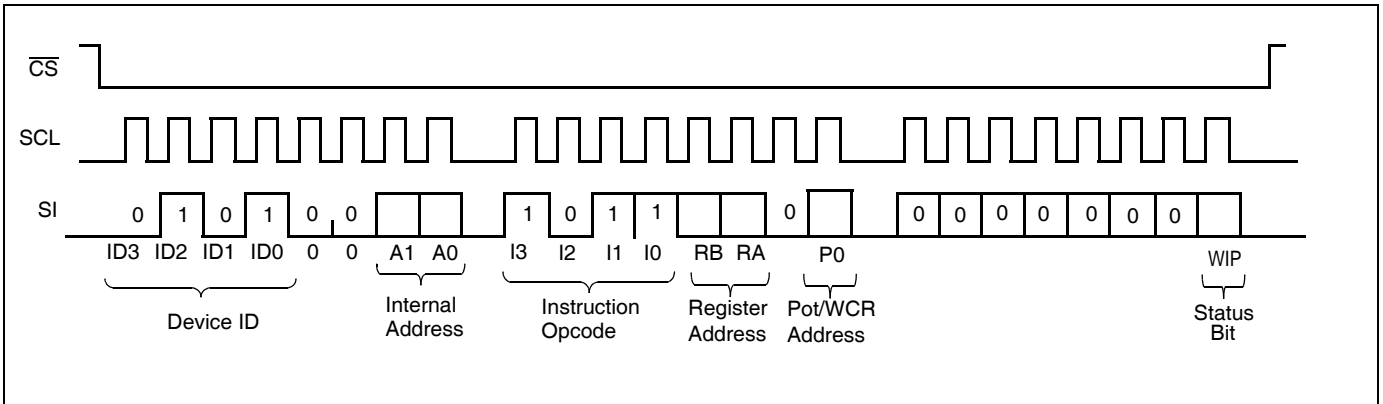 CS
SCL
SI
0 1 0 1 0 0 1 0 1 1 0 0 0 0 0 0 0 0
ID3 ID2 ID1 ID0 0 0 A1 A0 I3 I2 I1 I0 RB RA P0 WIP
Device ID
Internal
Address
Instruction
Opcode
Register
Address
Pot/WCR
Address
Status
Bit